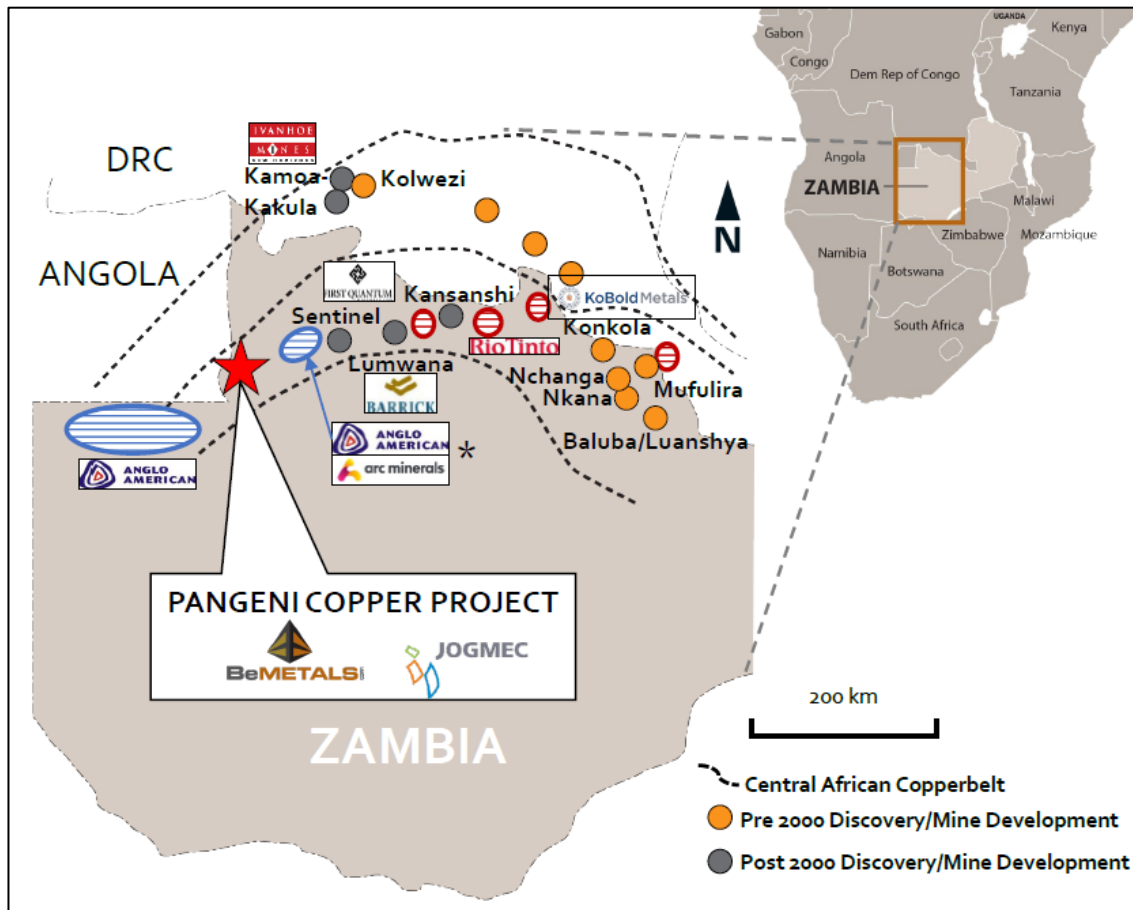 UGANDA
Gabon
Kenya
Congo
Dem Rep of Congo
Tanzania
Angola
ZAMBIA
Malawi
Zimbabwe
Mozambique
Namibia
Botswana
South Africa
IVANHOE
MINES
NEW HORIZONS
DRC
Kamoa-
Kakula
Kolwezi
N
ANGOLA
FIRST QUANTUM
Kansanshi
KoBold Metals
Sentinel
RioTinto
Konkola
Lumwana
BARRICK
Nchanga
Mufulira
Nkana
Baluba/Luanshya
ANGLO
AMERICAN
ANGLO
AMERICAN
*
arc minerals
PANGENI COPPER PROJECT
BEMETALS CORP
JOGMEC
ZAMBIA
200 km
Central African Copperbelt
Pre 2000 Discovery/Mine Development
Post 2000 Discovery/Mine Development